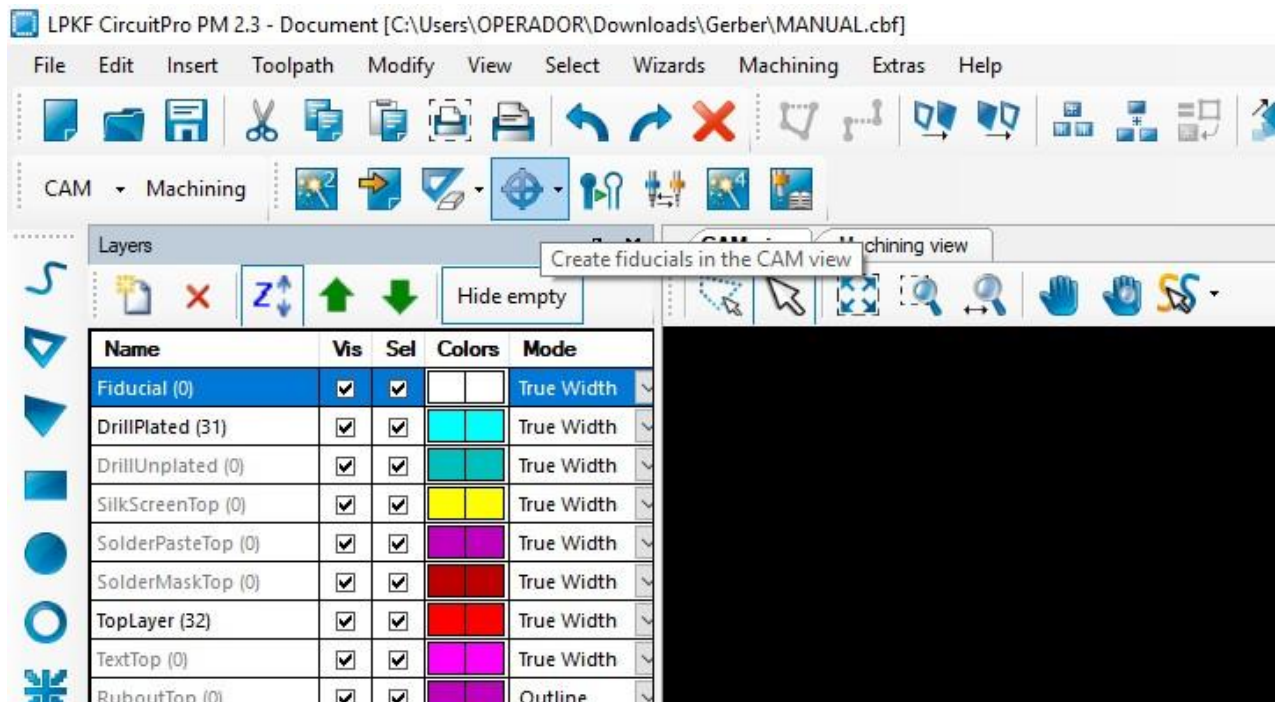 LPKF CircuitPro PM 2.3 - Document [C:\Users\OPERADOR\Downloads\Gerber\MANUAL.cbf]
File Edit Insert Toolpath Modify View Select Wizards Machining Extras Help
CAM Machining
Layers
chining view
Create fiducials in the CAM view
Hide empty
Name Vis Sel Colors Mode
Fiducial (0) True Width
DrillPlated (31) True Width
DrillUnplated (0) True Width
SilkScreenTop (0) True Width
SolderPasteTop (0) True Width
SolderMaskTop (0) True Width
TopLayer (32) True Width
TextTop (0) True Width
RuboutTop (0) Outline